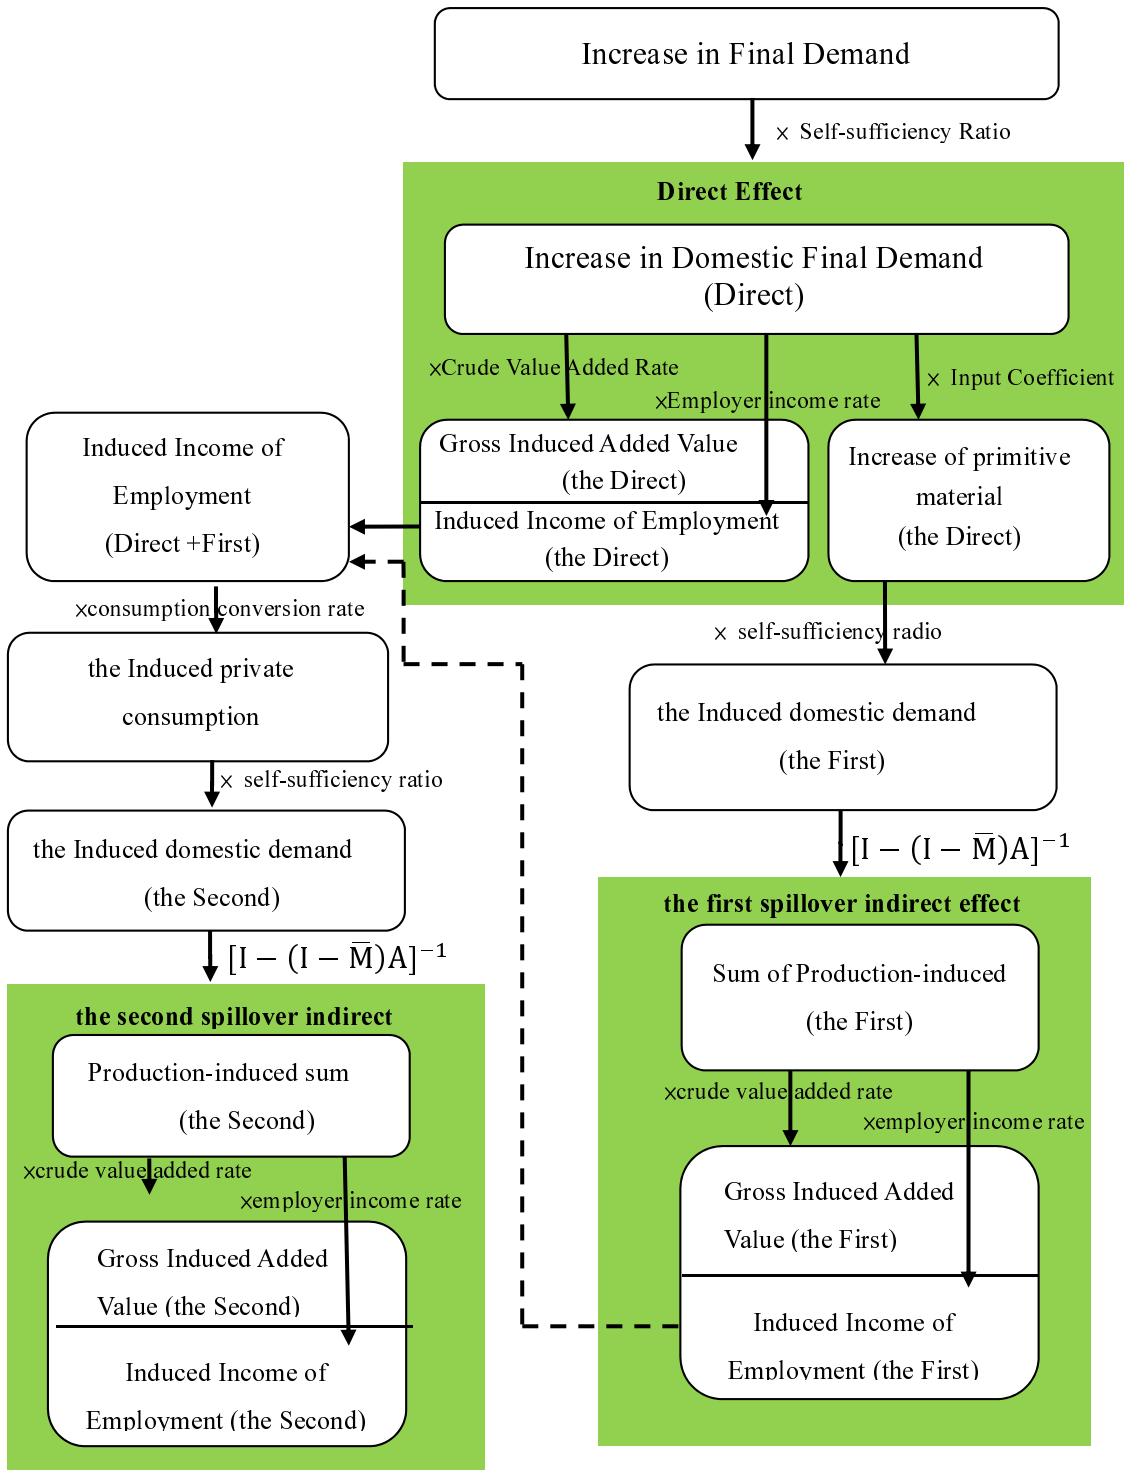 Increase in Final Demand
× Self-sufficiency Ratio
Direct Effect
Increase in Domestic Final Demand
(Direct)
×Crude Value Added Rate
×Employer income rate
× Input Coefficient
Gross Induced Added Value
(the Direct)
Induced Income of Employment
(the Direct)
Increase of primitive
material
(the Direct)
Induced Income of
Employment
(Direct +First)
×consumption conversion rate
the Induced private
consumption
× self-sufficiency ratio
the Induced domestic demand
(the Second)
[I − (I − M̅)A]⁻¹
the second spillover indirect
Production-induced sum
(the Second)
×crude value added rate
×employer income rate
Gross Induced Added
Value (the Second)
Induced Income of
Employment (the Second)
× self-sufficiency radio
the Induced domestic demand
(the First)
[I − (I − M̅)A]⁻¹
the first spillover indirect effect
Sum of Production-induced
(the First)
×crude value added rate
×employer income rate
Gross Induced Added
Value (the First)
Induced Income of
Employment (the First)